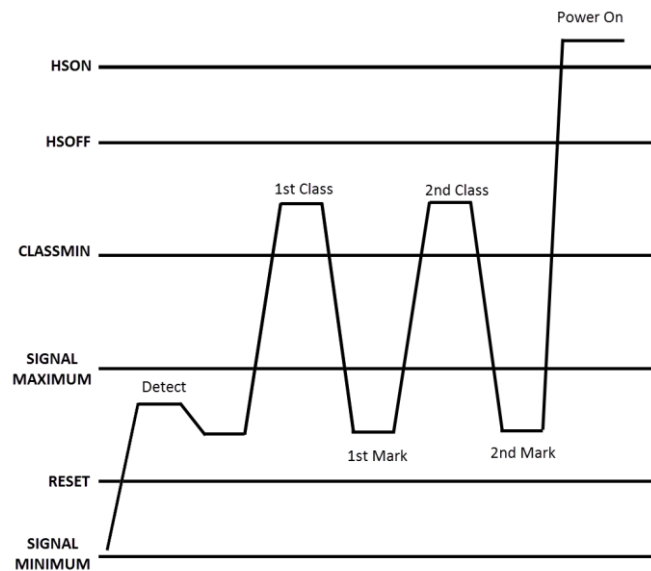 Power On
HSON
HSOFF
1st Class
2nd Class
CLASSMIN
SIGNAL
MAXIMUM
Detect
1st Mark
2nd Mark
RESET
SIGNAL
MINIMUM